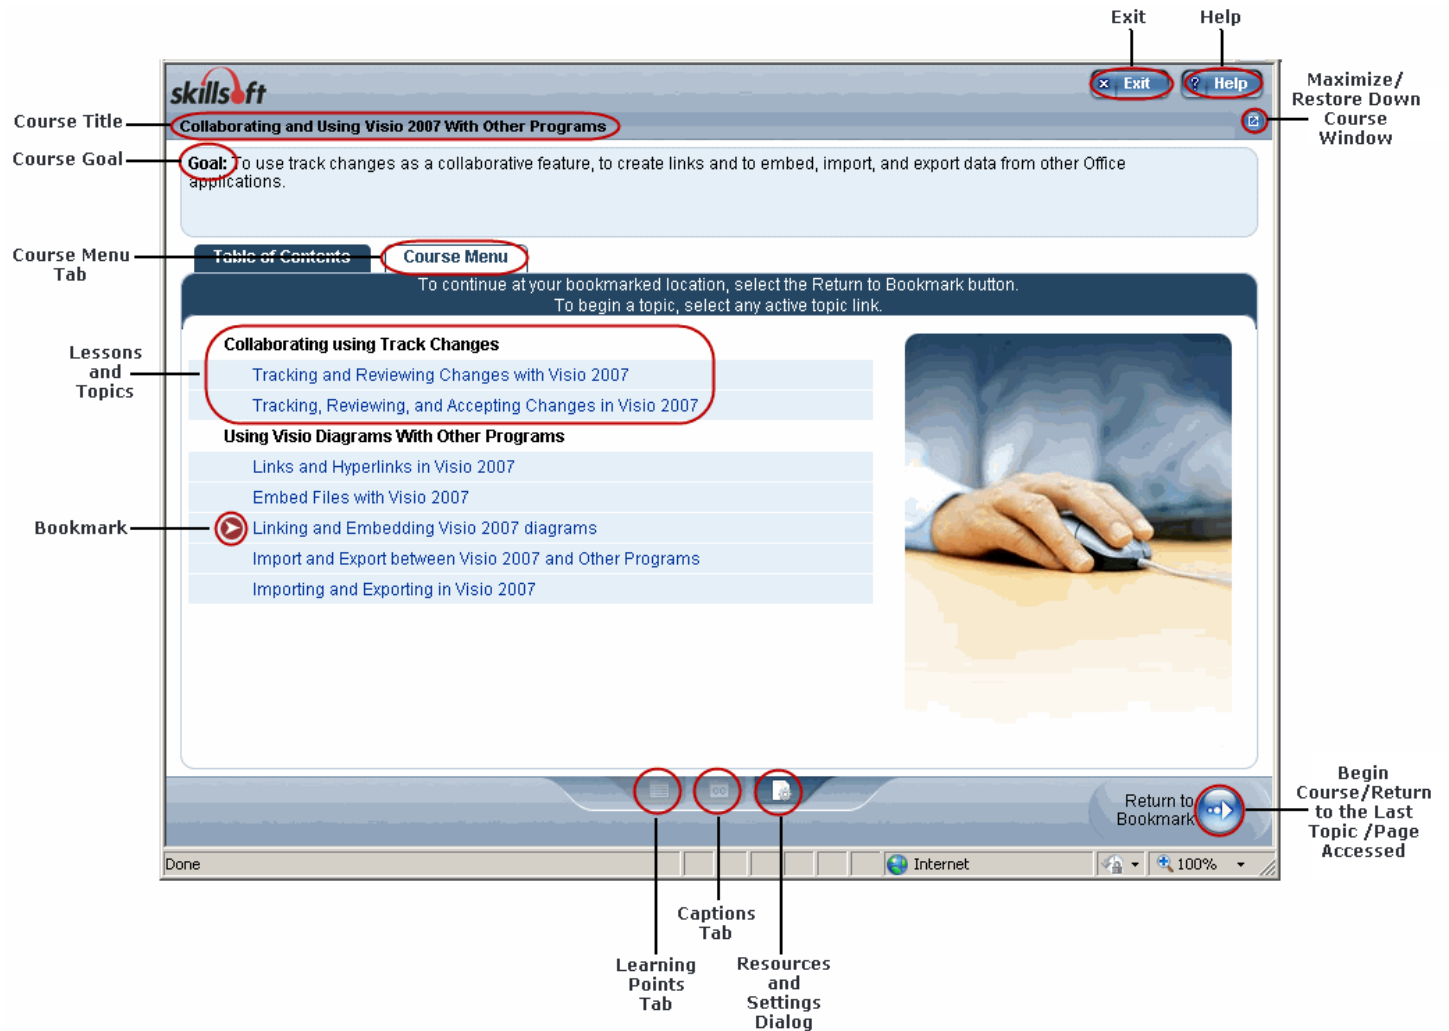 Exit
Help
skillsoft
× Exit
? Help
Maximize/
Restore Down
Course
Window
Course Title
Collaborating and Using Visio 2007 With Other Programs
Course Goal
Goal: To use track changes as a collaborative feature, to create links and to embed, import, and export data from other Office
applications.
Course Menu
Tab
Table of Contents
Course Menu
To continue at your bookmarked location, select the Return to Bookmark button.
To begin a topic, select any active topic link.
Lessons
and
Topics
Collaborating using Track Changes
Tracking and Reviewing Changes with Visio 2007
Tracking, Reviewing, and Accepting Changes in Visio 2007
Using Visio Diagrams With Other Programs
Links and Hyperlinks in Visio 2007
Embed Files with Visio 2007
Bookmark
Linking and Embedding Visio 2007 diagrams
Import and Export between Visio 2007 and Other Programs
Importing and Exporting in Visio 2007
CC
Return to
Bookmark
Begin
Course/Return
to the Last
Topic /Page
Accessed
Done
Internet
100%
Captions
Tab
Learning
Points
Tab
Resources
and
Settings
Dialog